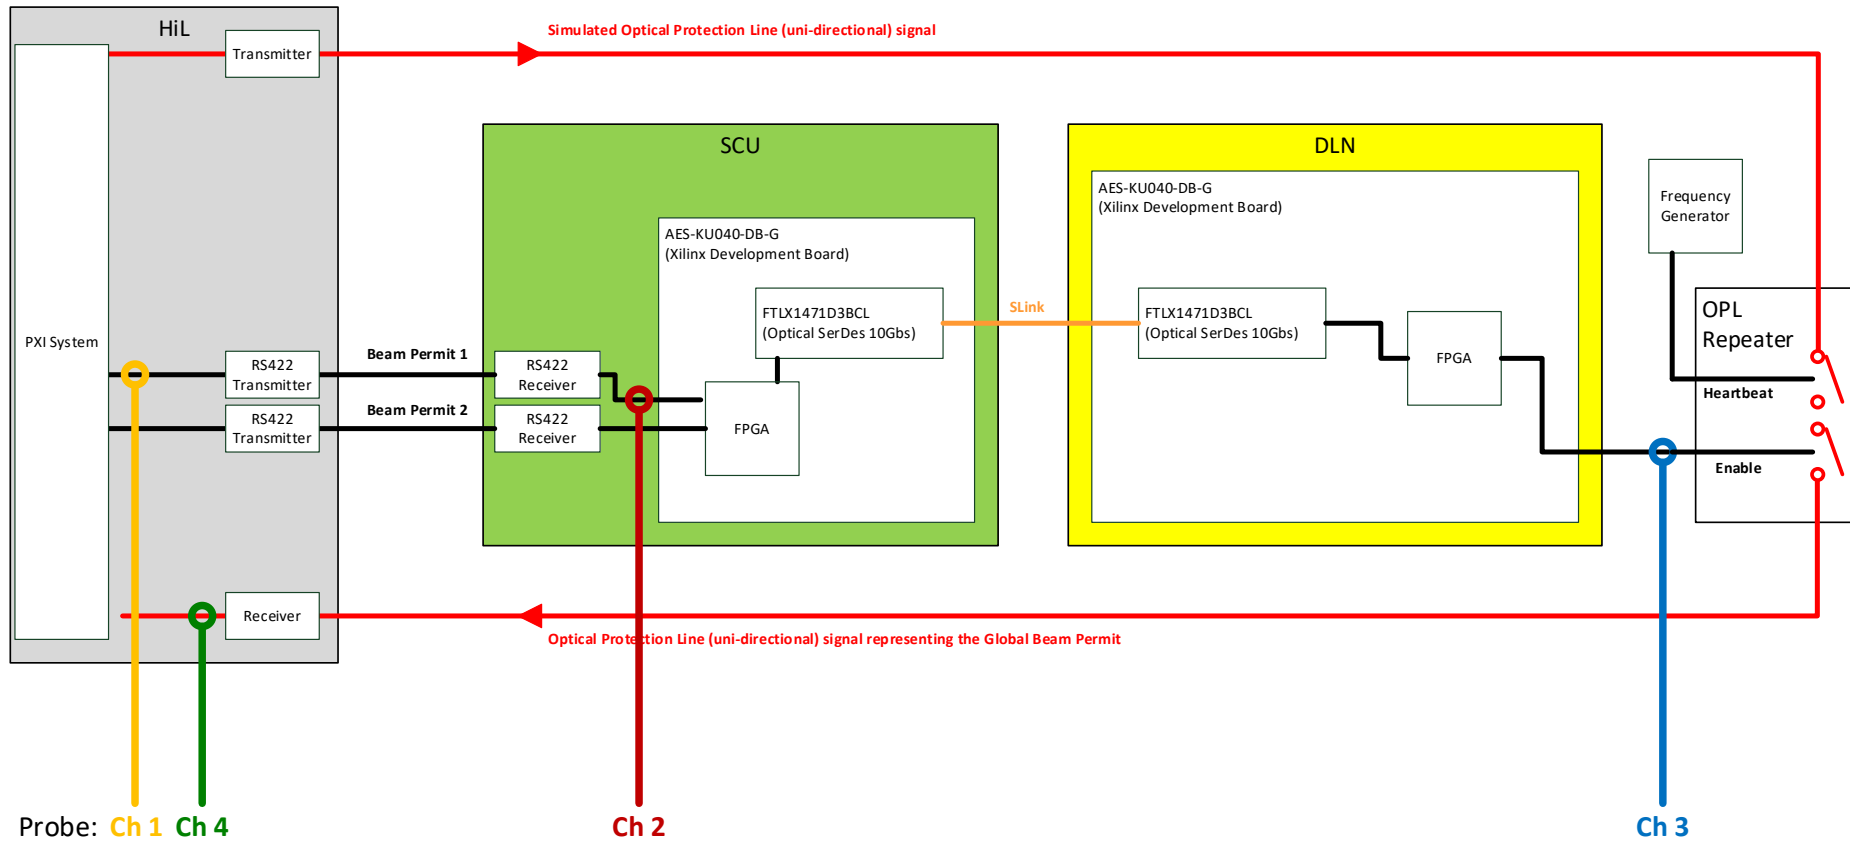 HiL
Transmitter
Simulated Optical Protection Line (uni-directional) signal
PXI System
RS422
Transmitter
RS422
Transmitter
Beam Permit 1
Beam Permit 2
Receiver
SCU
RS422
Receiver
RS422
Receiver
AES-KU040-DB-G
(Xilinx Development Board)
FTLX1471D3BCL
(Optical SerDes 10Gbs)
FPGA
SLink
DLN
AES-KU040-DB-G
(Xilinx Development Board)
FTLX1471D3BCL
(Optical SerDes 10Gbs)
FPGA
Frequency
Generator
OPL
Repeater
Heartbeat
Enable
Optical Protection Line (uni-directional) signal representing the Global Beam Permit
Probe: Ch 1 Ch 4 Ch 2 Ch 3